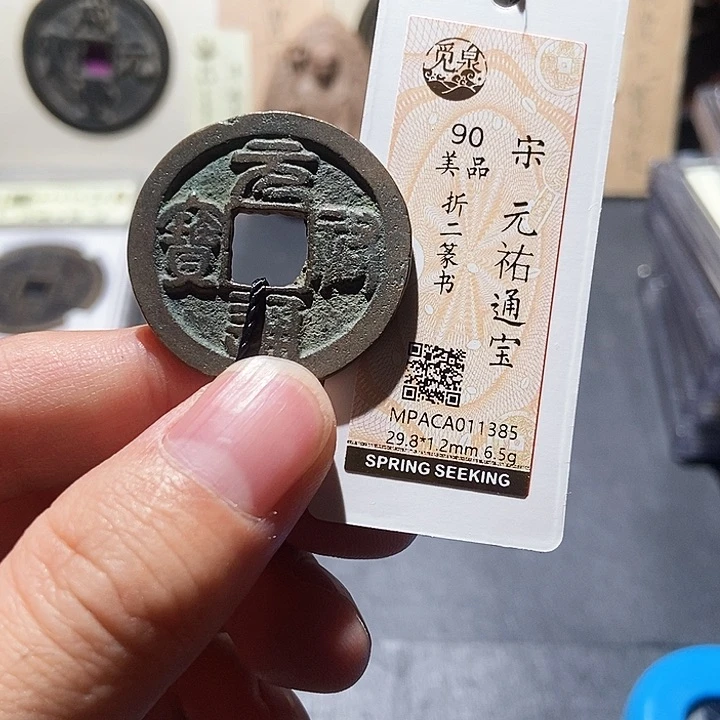 元祐通寳
觅泉
宋 元祐通宝
90
美品
折二篆书
MPACA011385
29.8*1.2mm 6.5g
SPRING SEEKING